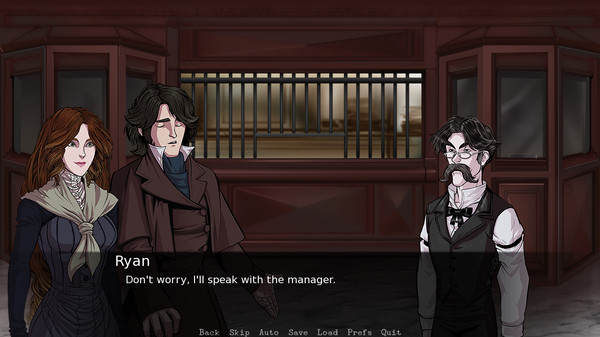 Ryan
Don't worry, I'll speak with the manager.
Back Skip Auto Save Load Prefs Quit